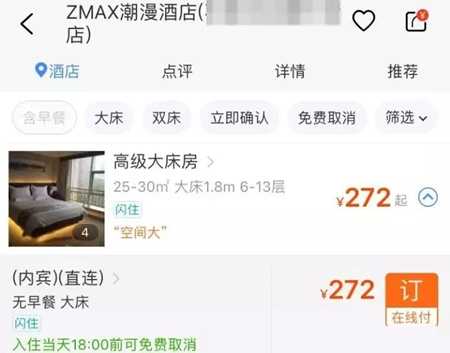 ZMAX潮漫酒店(
店)
酒店 点评 详情 推荐
含早餐 大床 双床 立即确认 免费取消 筛选
高级大床房
25-30㎡ 大床1.8m 6-13层
闪住
“空间大”
4
¥272起
(内宾)(直连)
无早餐 大床
闪住
入住当天18:00前可免费取消
¥272
订
在线付